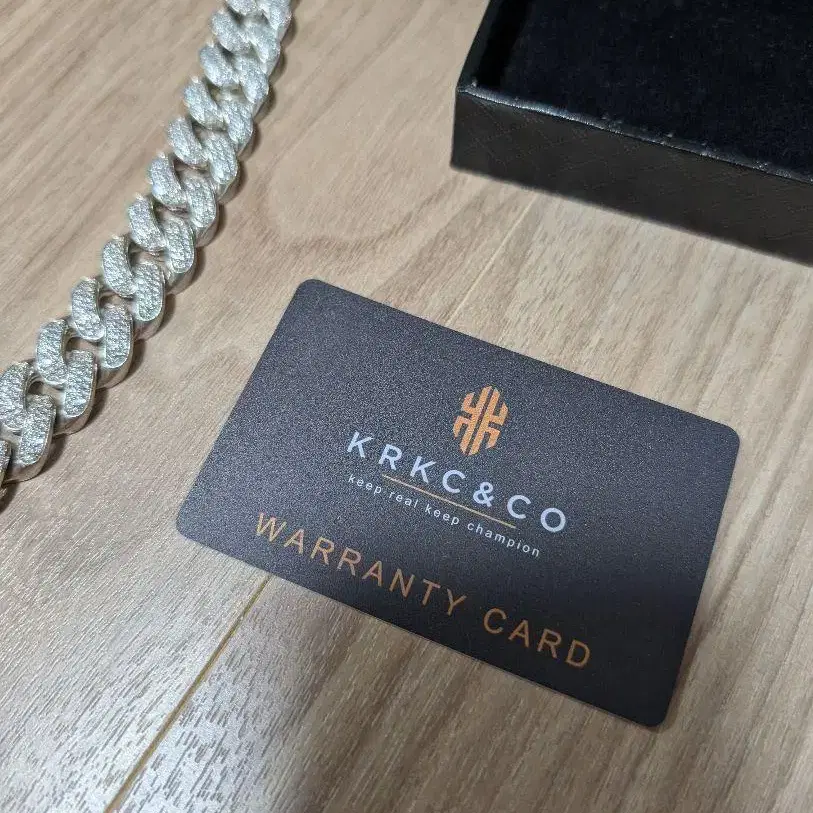 KRKC&CO
keep real keep champion
WARRANTY CARD